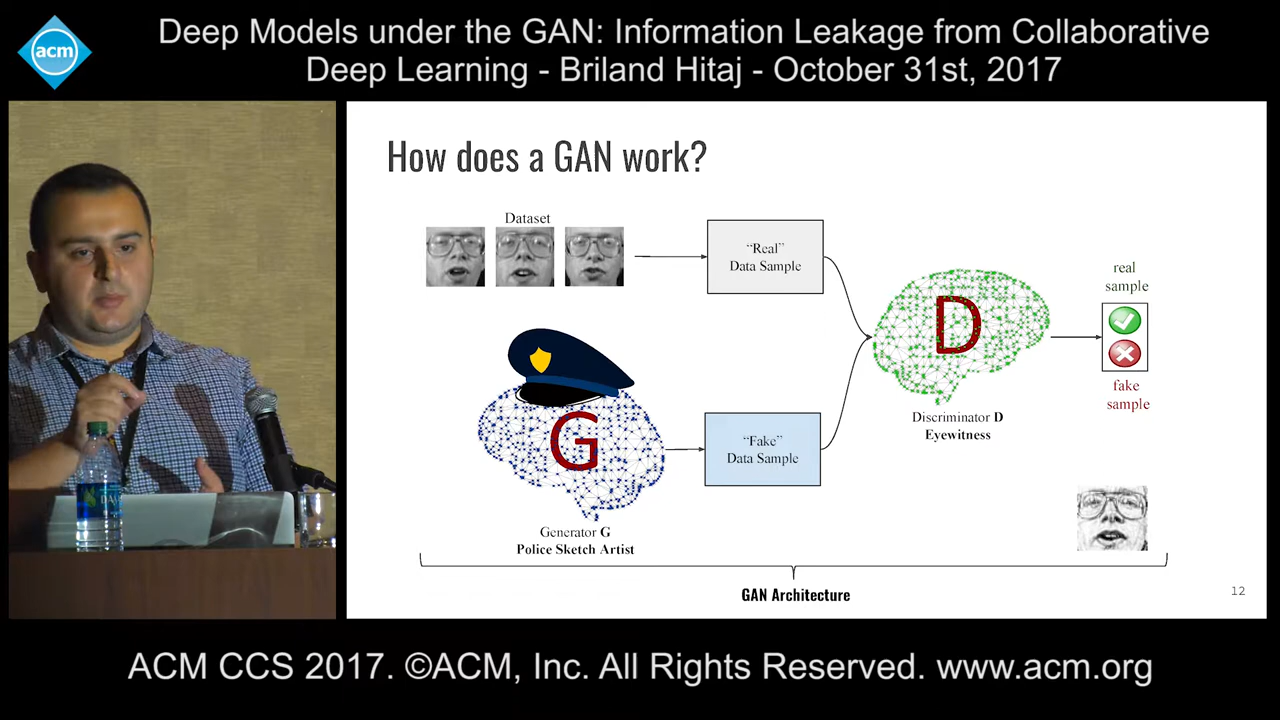 acm
Deep Models under the GAN: Information Leakage from Collaborative
Deep Learning - Briland Hitaj - October 31st, 2017
How does a GAN work?
Dataset
“Real”
Data Sample
real
sample
D
fake
sample
Discriminator D
Eyewitness
G
“Fake”
Data Sample
Generator G
Police Sketch Artist
GAN Architecture
12
ACM CCS 2017. ©ACM, Inc. All Rights Reserved. www.acm.org